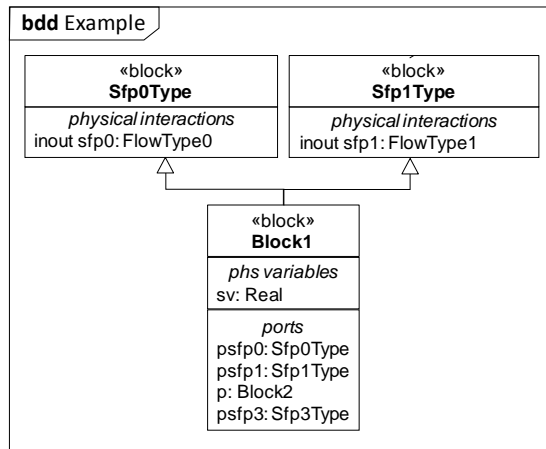 bdd Example
«block»
Sfp0Type
physical interactions
inout sfp0: FlowType0
«block»
Sfp1Type
physical interactions
inout sfp1: FlowType1
«block»
Block1
phs variables
sv: Real
ports
psfp0: Sfp0Type
psfp1: Sfp1Type
p: Block2
psfp3: Sfp3Type